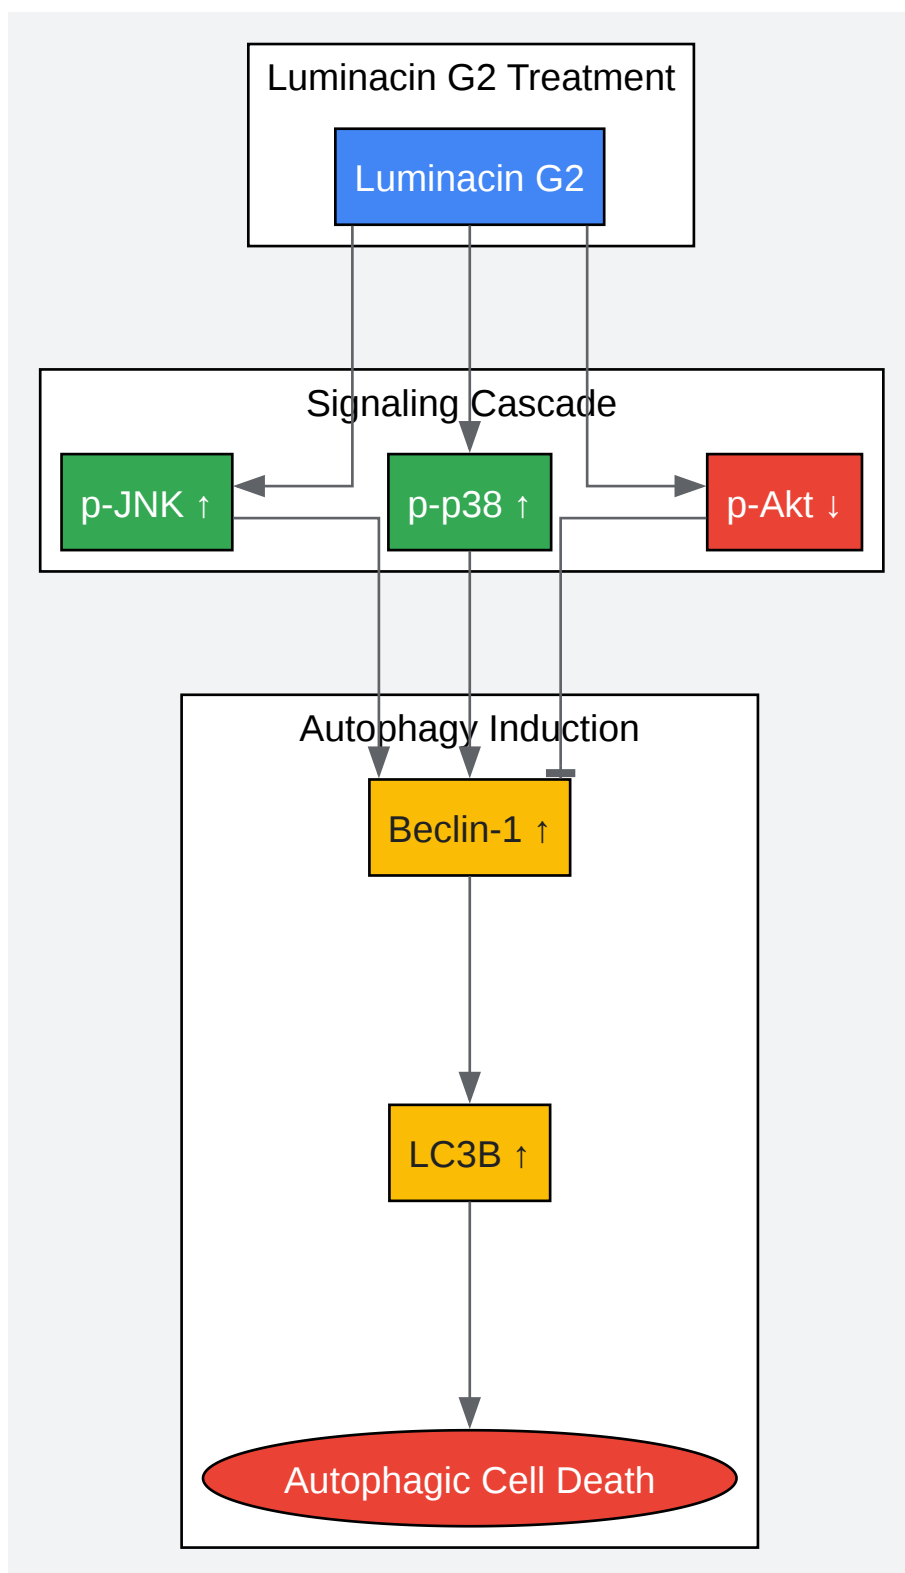 Luminacin G2 Treatment
Luminacin G2
Signaling Cascade
p-JNK ↑
p-p38 ↑
p-Akt ↓
Autophagy Induction
Beclin-1 ↑
LC3B ↑
Autophagic Cell Death